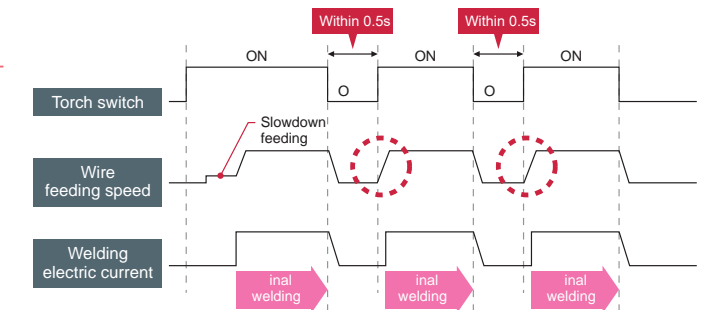 Within 0.5s
Within 0.5s
ON
ON
ON
Torch switch
O
O
Slowdown
feeding
Wire
feeding speed
Welding
electric current
inal
welding
inal
welding
inal
welding